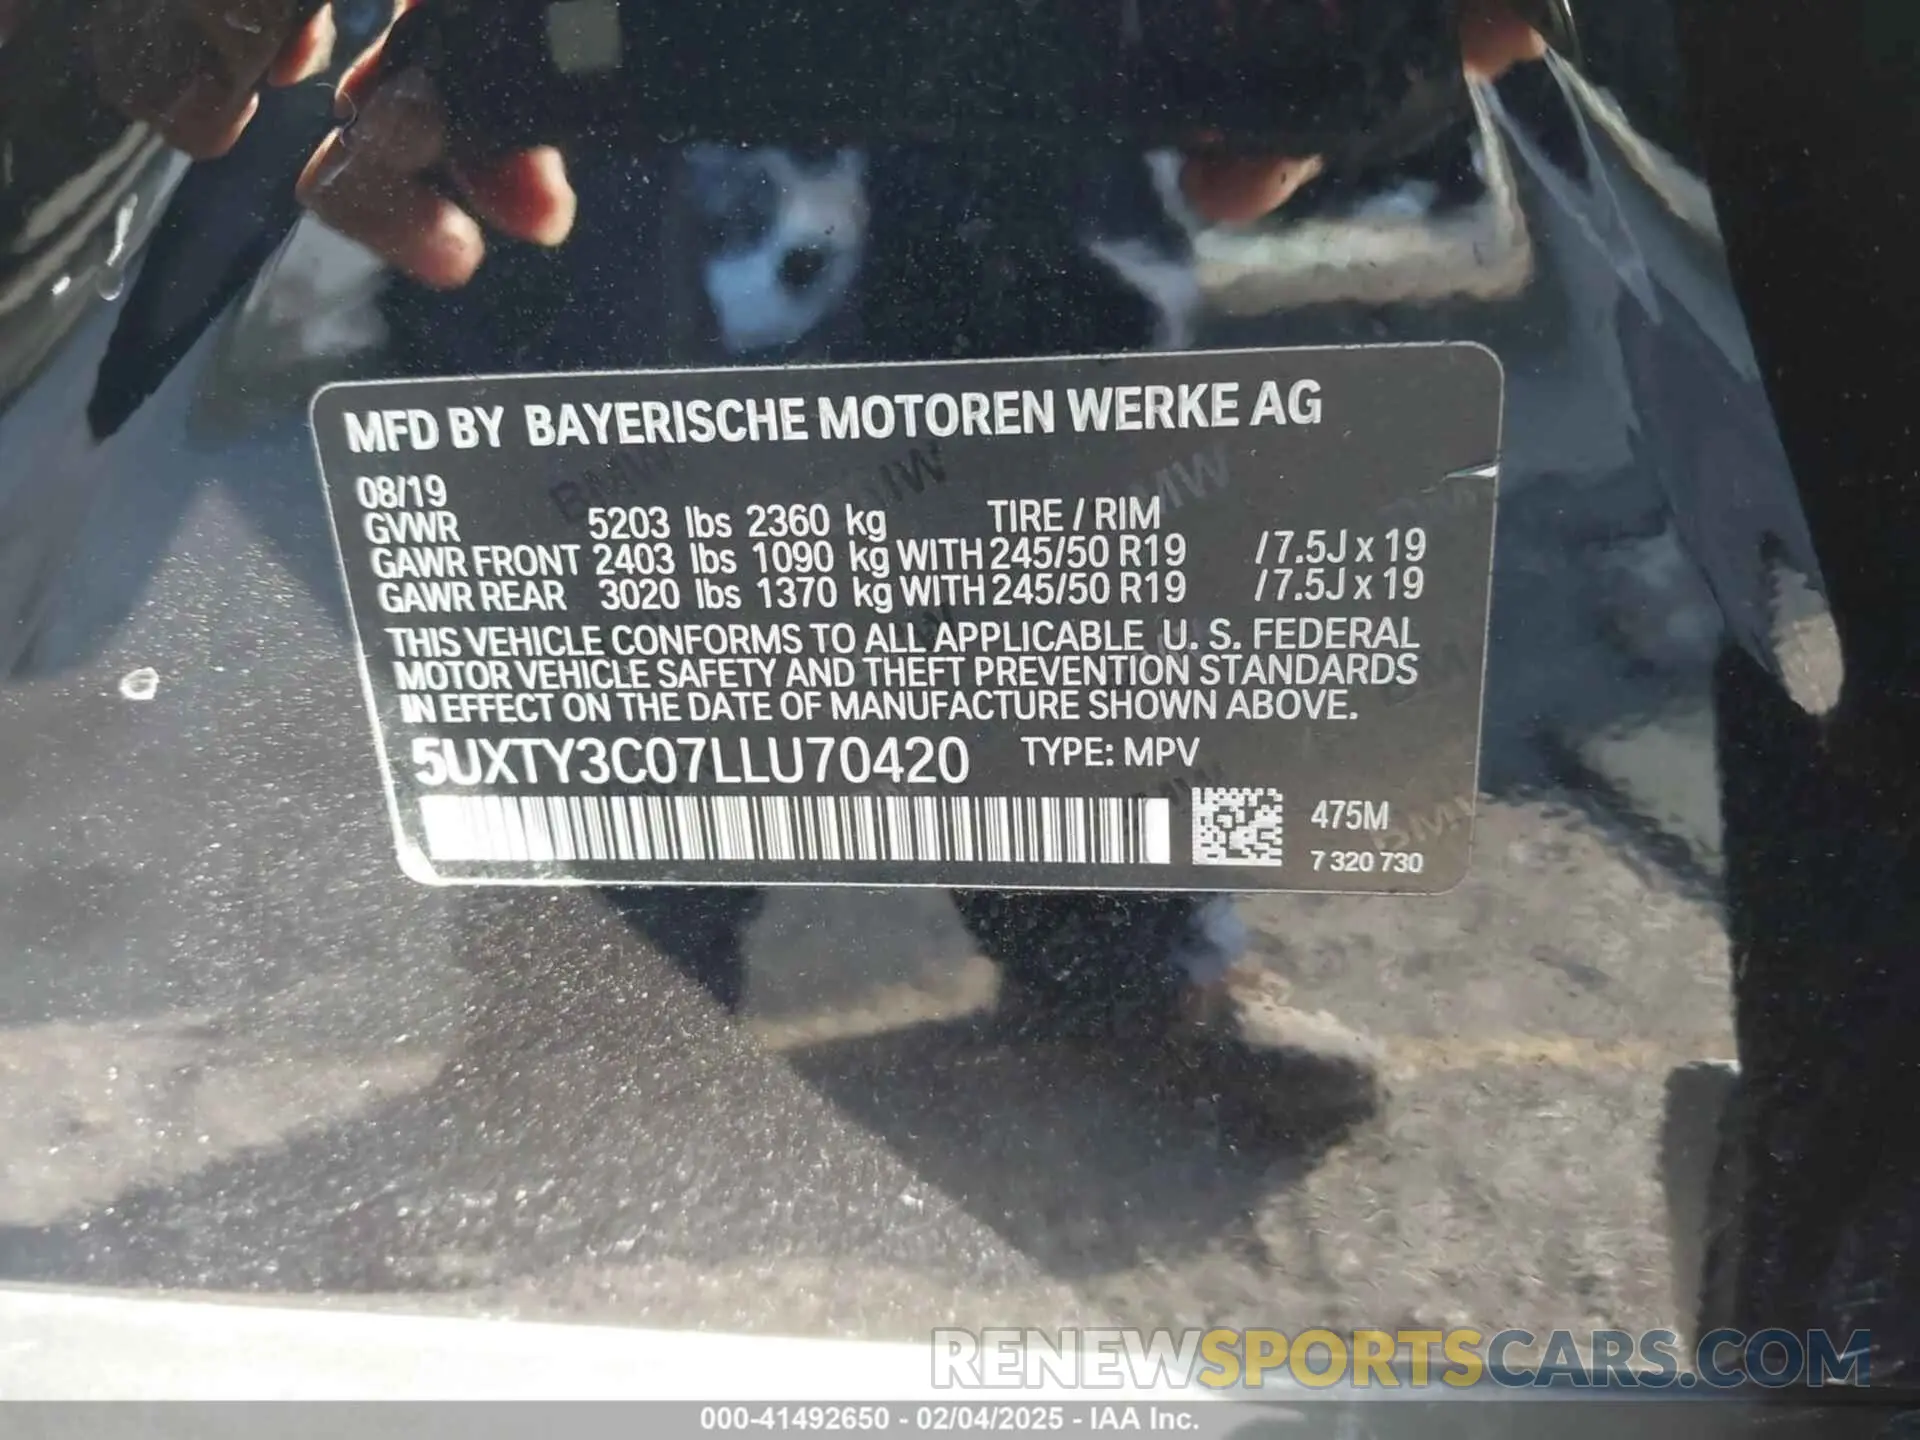 MFD BY BAYERISCHE MOTOREN WERKE AG
08/19
GVWR 5203 lbs 2360 kg TIRE / RIM
GAWR FRONT 2403 lbs 1090 kg WITH 245/50 R19 / 7.5J x 19
GAWR REAR 3020 lbs 1370 kg WITH 245/50 R19 / 7.5J x 19
THIS VEHICLE CONFORMS TO ALL APPLICABLE U. S. FEDERAL
MOTOR VEHICLE SAFETY AND THEFT PREVENTION STANDARDS
IN EFFECT ON THE DATE OF MANUFACTURE SHOWN ABOVE.
5UXTY3C07LLU70420 TYPE: MPV
475M
7 320 730
RENEWSPORTSCARS.COM
000-41492650 - 02/04/2025 - IAA Inc.